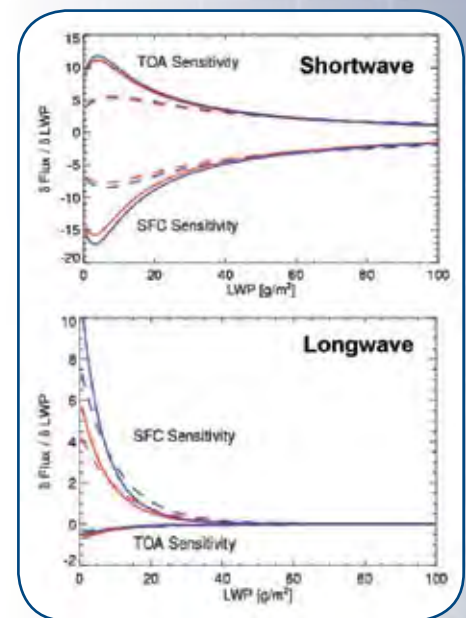 Shortwave
TOA Sensitivity
SFC Sensitivity
δ Flux / δ LWP
15
10
5
0
-5
-10
-15
-20
0 20 40 60 80 100
LWP [g/m²]
Longwave
SFC Sensitivity
TOA Sensitivity
δ Flux / δ LWP
10
8
6
4
2
0
-2
0 20 40 60 80 100
LWP [g/m²]